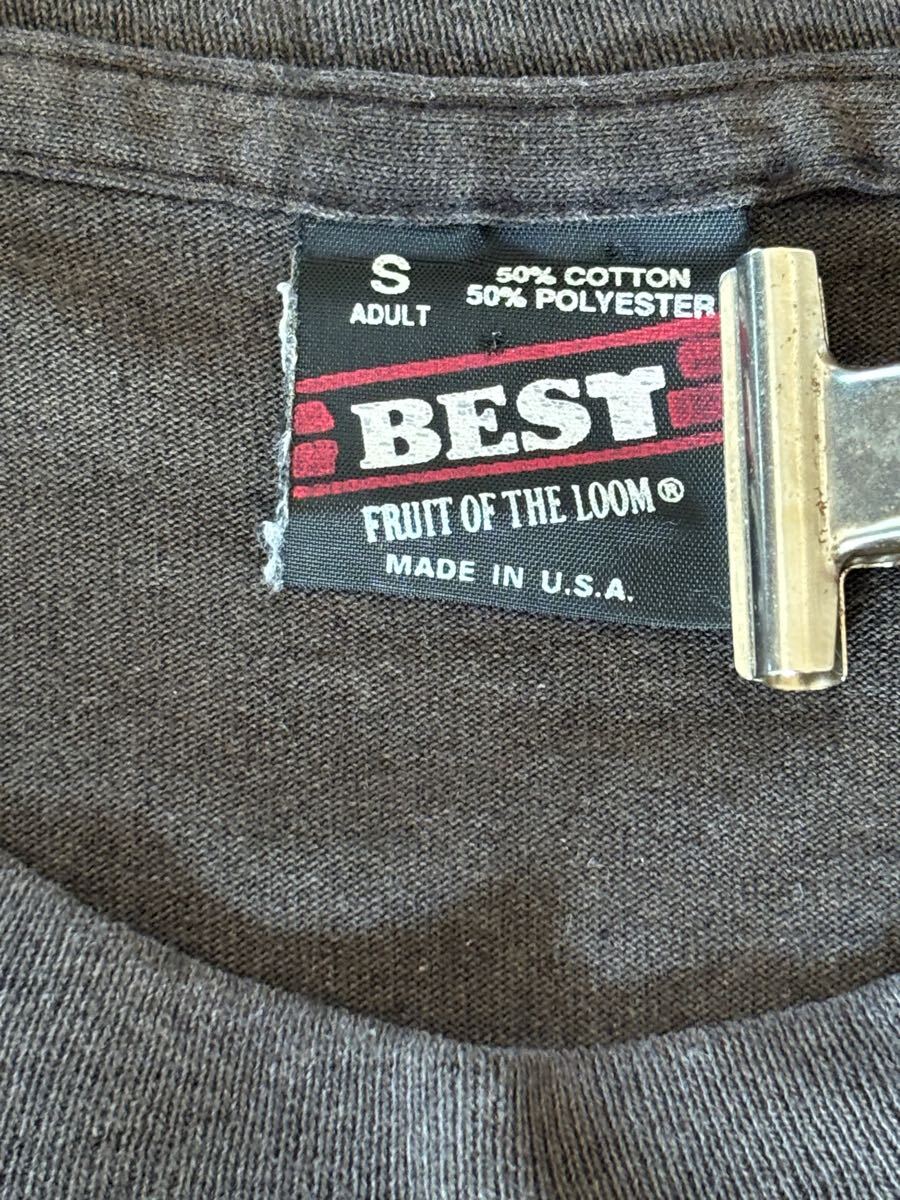 S
ADULT
50% COTTON
50% POLYESTER
BEST
FRUIT OF THE LOOM®
MADE IN U.S.A.